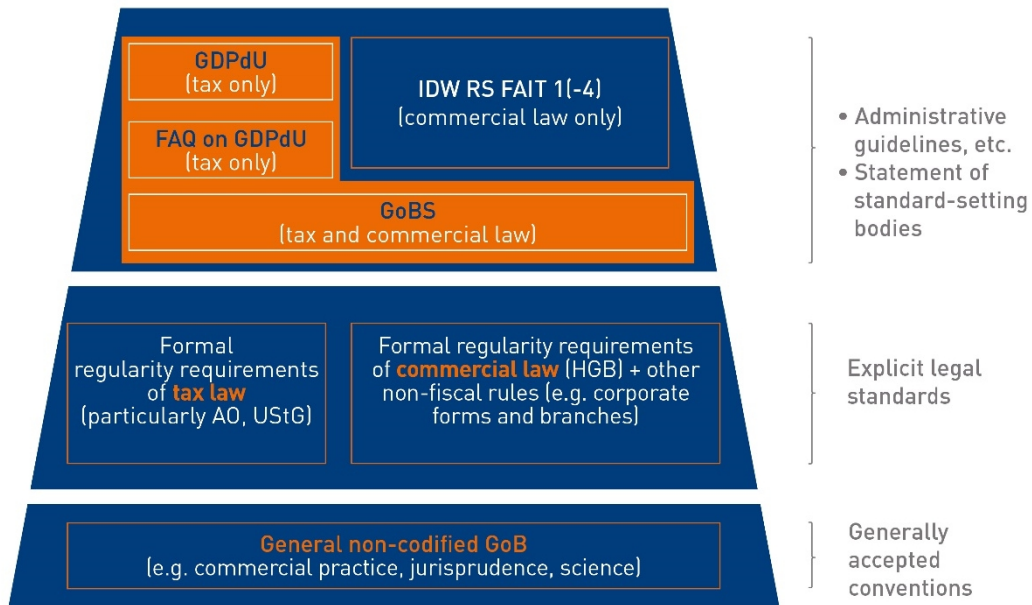 GDPdU
(tax only)
FAQ on GDPdU
(tax only)
IDW RS FAIT 1(-4)
(commercial law only)
GoBS
(tax and commercial law)
• Administrative
guidelines, etc.
• Statement of
standard-setting
bodies
Formal
regularity requirements
of tax law
(particularly AO, UStG)
Formal regularity requirements
of commercial law (HGB) + other
non-fiscal rules (e.g. corporate
forms and branches)
Explicit legal
standards
General non-codified GoB
(e.g. commercial practice, jurisprudence, science)
Generally
accepted
conventions